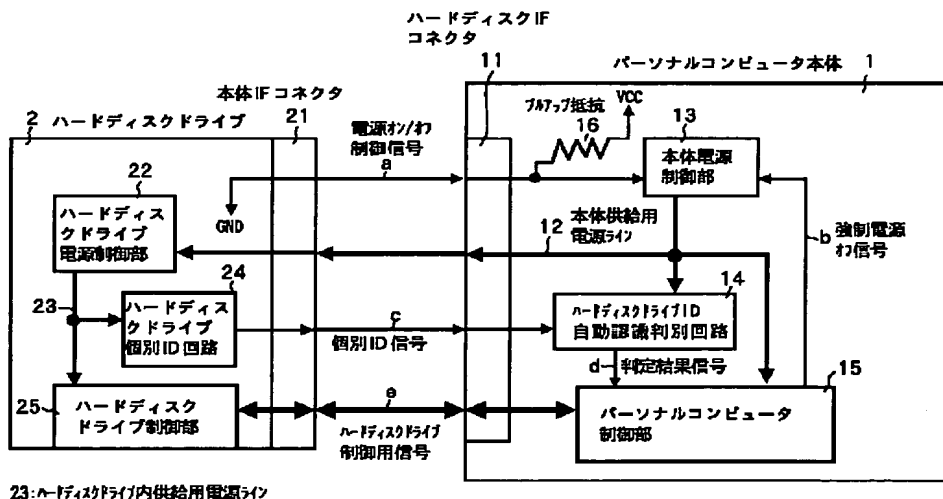 ハードディスクIF
コネクタ
11
パーソナルコンピュータ本体
1
本体IFコネクタ
21
2
ハードディスクドライブ
電源オン/オフ
制御信号
a
プルアップ抵抗
16
VCC
13
本体電源
制御部
22
ハードディス
クドライブ
電源制御部
GND
12
本体供給用
電源ライン
b
強制電源
オフ信号
23
24
ハードディス
クドライブ
個別ID回路
c
個別ID信号
14
ハードディスクドライブID
自動認識判別回路
d
判定結果信号
15
25
ハードディスク
ドライブ制御部
e
ハードディスクドライブ
制御用信号
パーソナルコンピュータ
制御部
23:ハードディスクドライブ内供給用電源ライン